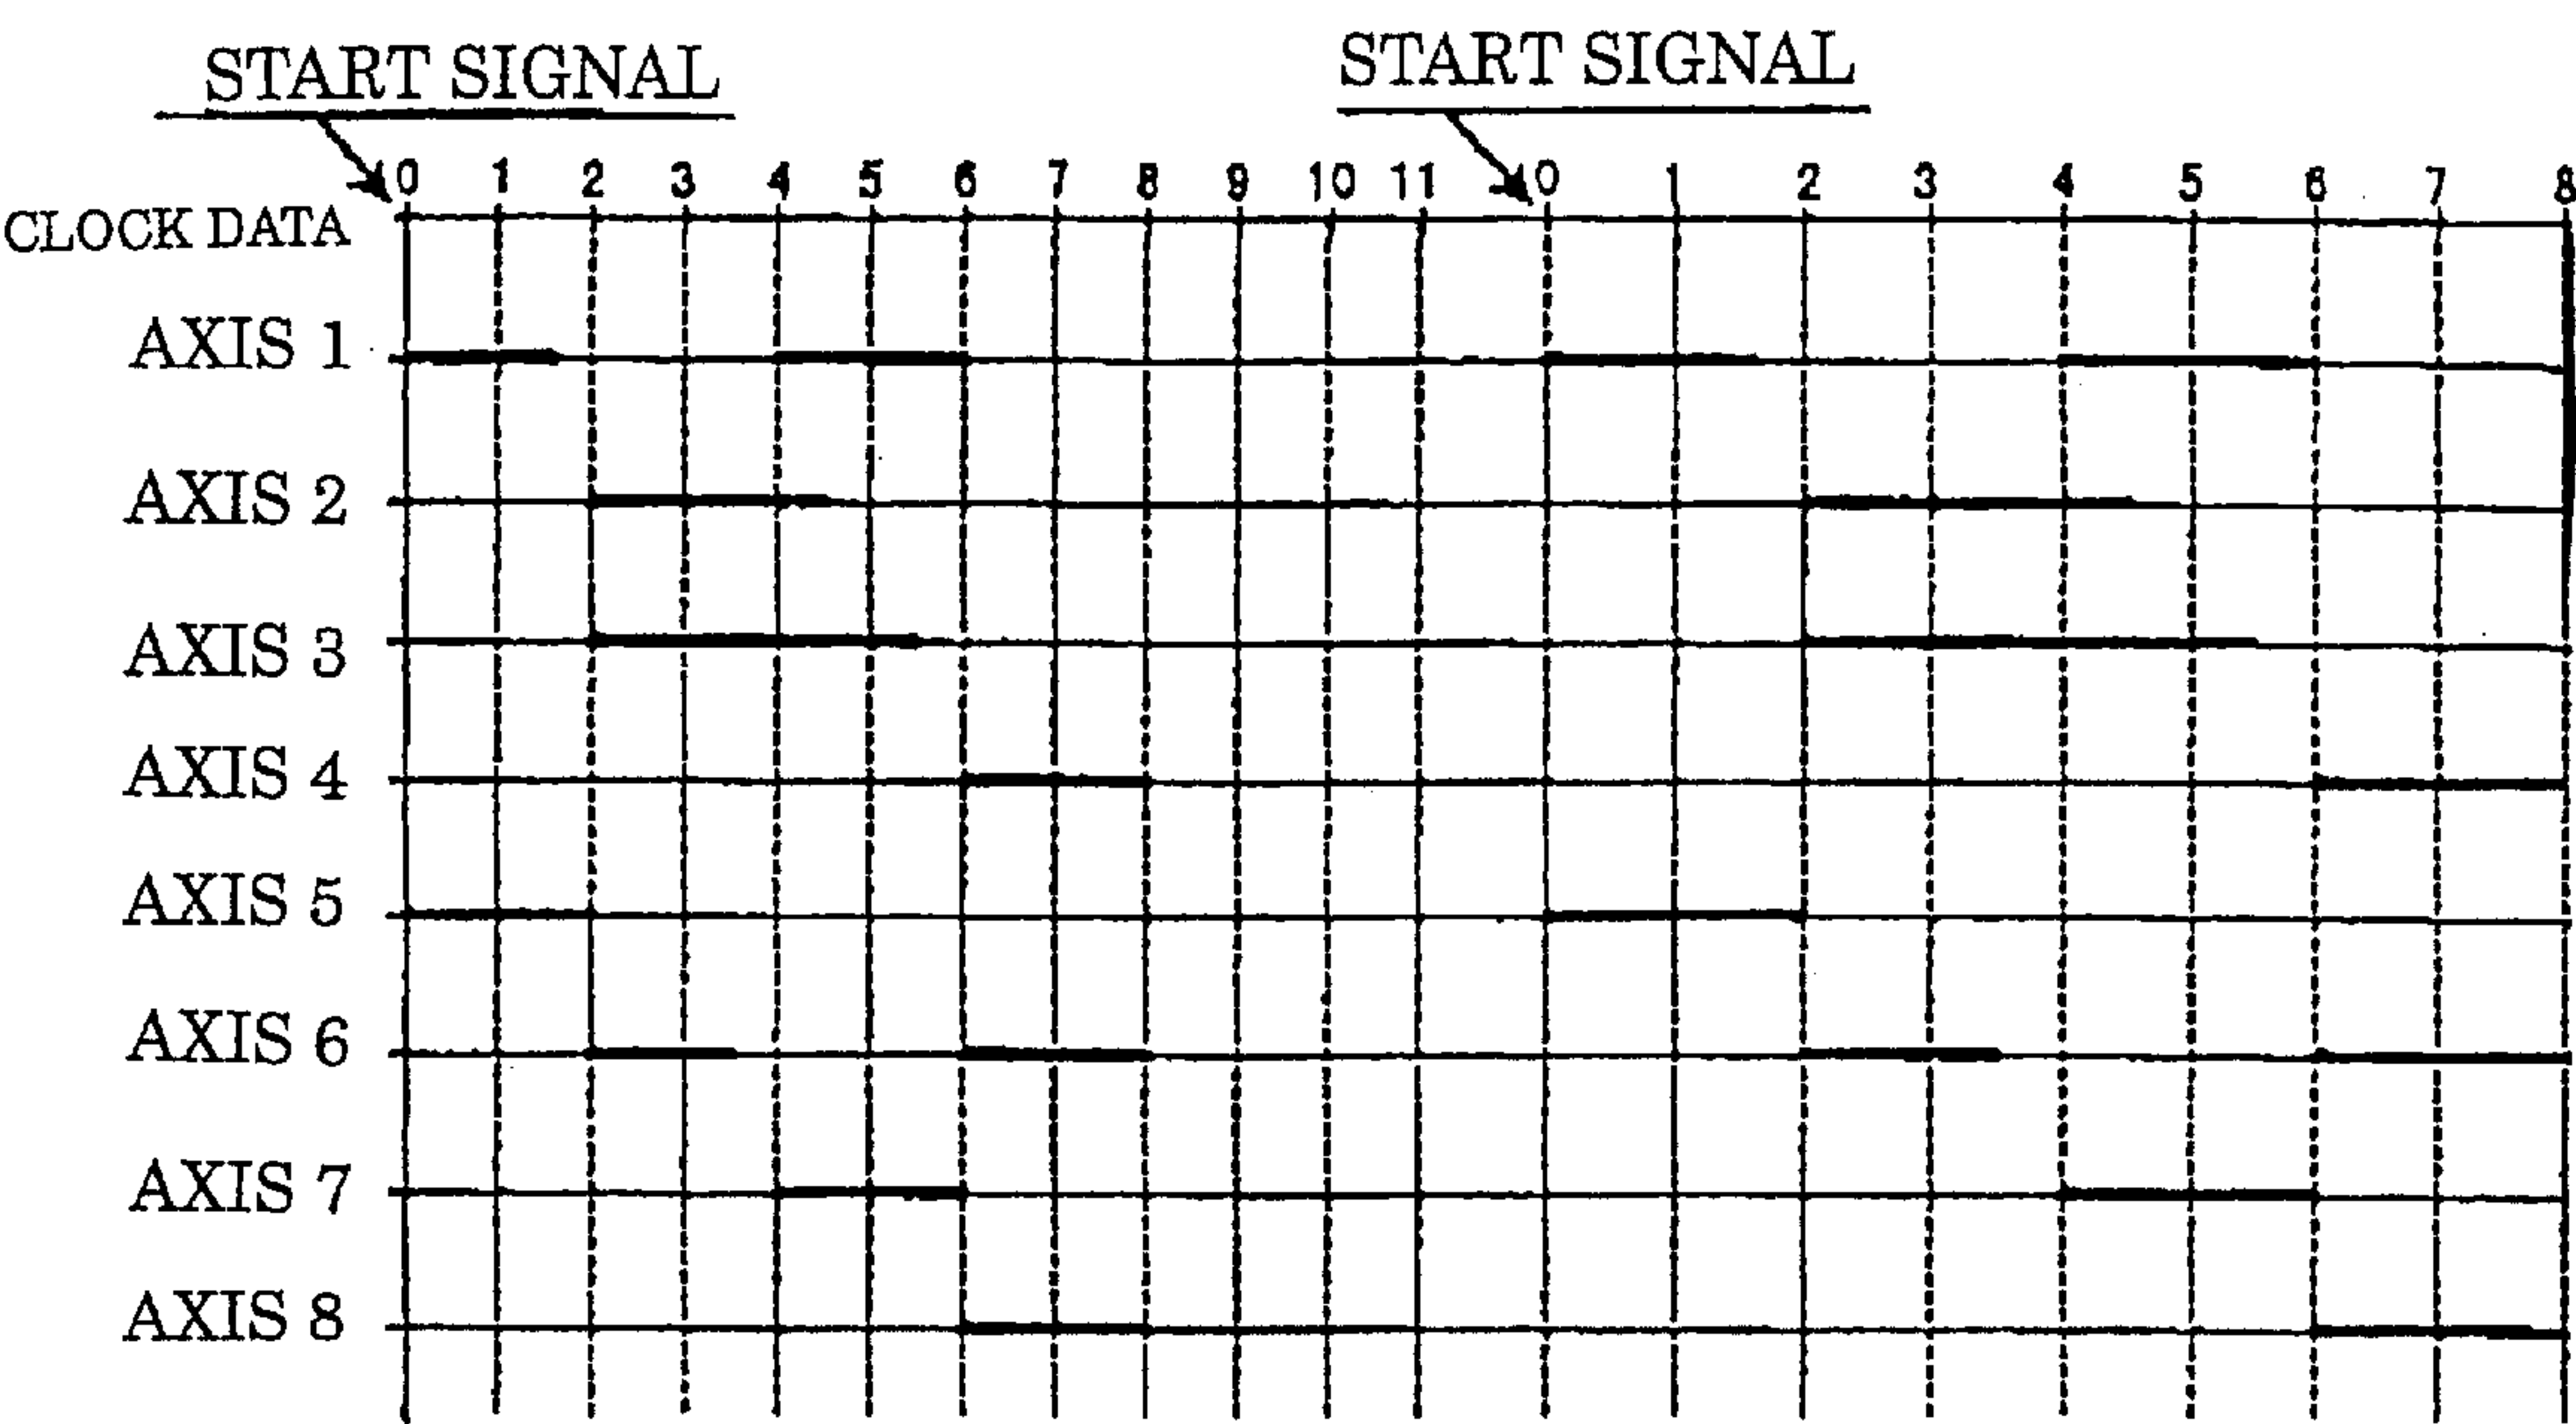 START SIGNAL START SIGNAL
0 1 2 3 4 5 6 7 8 9 10 11 0 1 2 3 4 5 6 7 8
CLOCK DATA
AXIS 1
AXIS 2
AXIS 3
AXIS 4
AXIS 5
AXIS 6
AXIS 7
AXIS 8